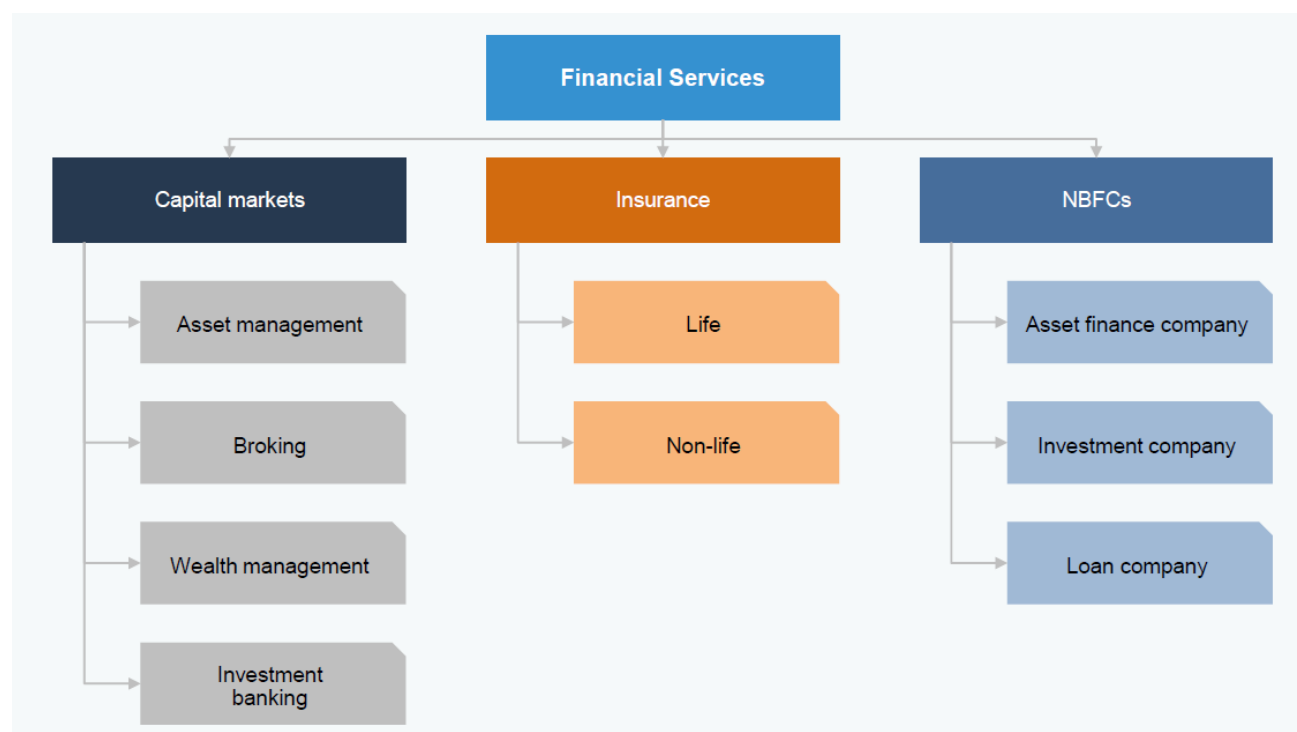 Financial Services
Capital markets
Insurance
NBFCs
Asset management
Life
Asset finance company
Broking
Non-life
Investment company
Wealth management
Loan company
Investment
banking